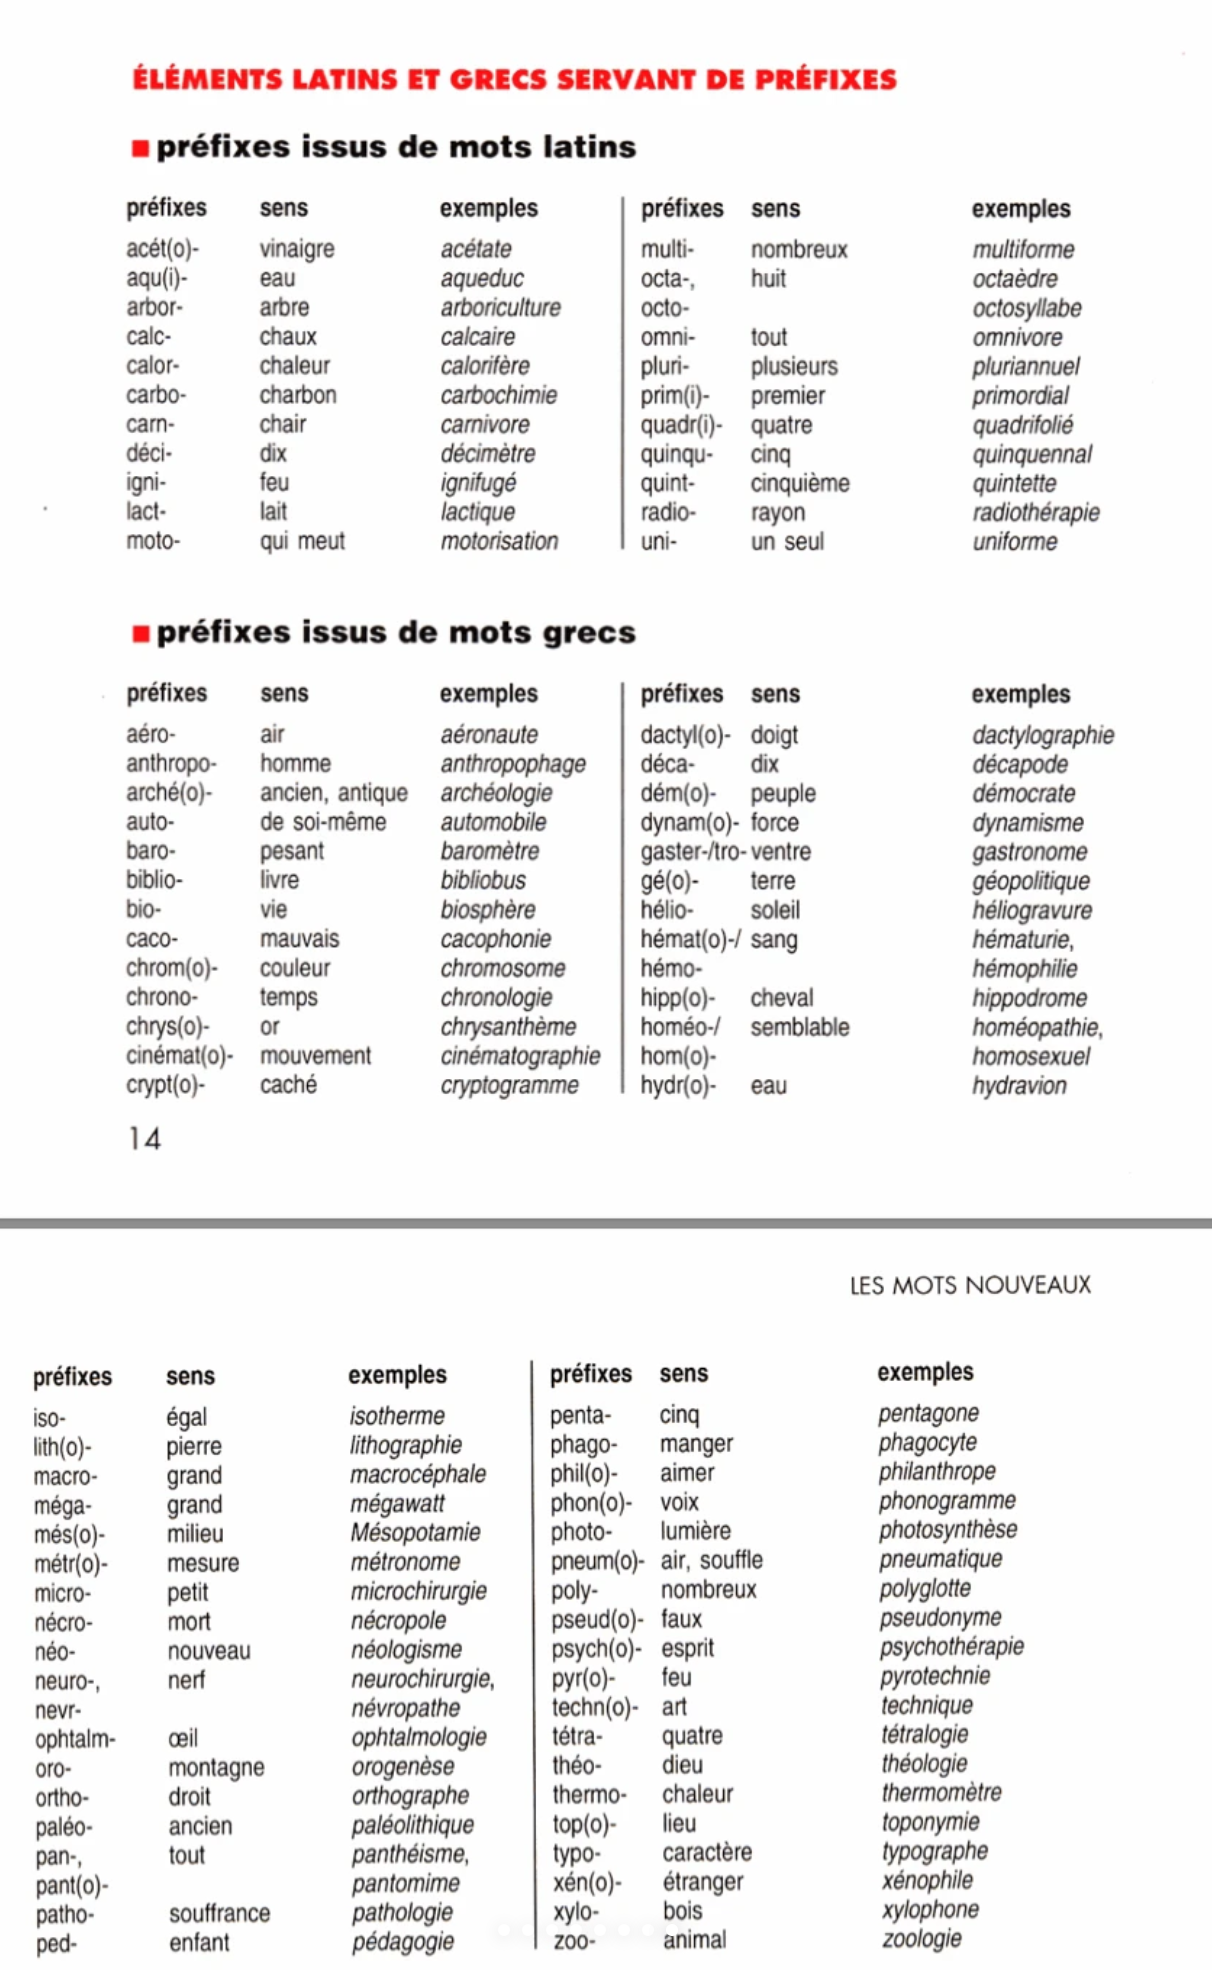 ÉLÉMENTS LATINS ET GRECS SERVANT DE PRÉFIXES
préfixes issus de mots latins
préfixes sens exemples
acét(o)- vinaigre acétate
aqu(i)- eau aqueduc
arbor- arbre arboriculture
calc- chaux calcaire
calor- chaleur calorifère
carbo- charbon carbochimie
carn- chair carnivore
déci- dix décimètre
igni- feu ignifugé
lact- lait lactique
moto- qui meut motorisation
préfixes sens exemples
multi- nombreux multiforme
octa-, huit octaèdre
octo- octosyllabe
omni- tout omnivore
pluri- plusieurs pluriannuel
prim(i)- premier primordial
quadr(i)- quatre quadrifolié
quinqu- cinq quinquennal
quint- cinquième quintette
radio- rayon radiothérapie
uni- un seul uniforme
préfixes issus de mots grecs
préfixes sens exemples
aéro- air aéronaute
anthropo- homme anthropophage
arché(o)- ancien, antique archéologie
auto- de soi-même automobile
baro- pesant baromètre
biblio- livre bibliobus
bio- vie biosphère
caco- mauvais cacophonie
chrom(o)- couleur chromosome
chrono- temps chronologie
chrys(o)- or chrysanthème
cinémat(o)- mouvement cinématographie
crypt(o)- caché cryptogramme
préfixes sens exemples
dactyl(o)- doigt dactylographie
déca- dix décapode
dém(o)- peuple démocrate
dynam(o)- force dynamisme
gaster-/tro- ventre gastronome
gé(o)- terre géopolitique
hélio- soleil héliogravure
hémat(o)-/ sang hématurie,
hémo- hémophilie
hipp(o)- cheval hippodrome
homéo-/ semblable homéopathie,
hom(o)- homosexuel
hydr(o)- eau hydravion
14
LES MOTS NOUVEAUX
préfixes sens exemples
iso- égal isotherme
lith(o)- pierre lithographie
macro- grand macrocéphale
méga- grand mégawatt
més(o)- milieu Mésopotamie
métr(o)- mesure métronome
micro- petit microchirurgie
nécro- mort nécropole
néo- nouveau néologisme
neuro-, nerf neurochirurgie,
nevr- névropathe
ophtalm- œil ophtalmologie
oro- montagne orogenèse
ortho- droit orthographe
paléo- ancien paléolithique
pan-, tout panthéisme,
pant(o)- pantomime
patho- souffrance pathologie
ped- enfant pédagogie
préfixes sens exemples
penta- cinq pentagone
phago- manger phagocyte
phil(o)- aimer philanthrope
phon(o)- voix phonogramme
photo- lumière photosynthèse
pneum(o)- air, souffle pneumatique
poly- nombreux polyglotte
pseud(o)- faux pseudonyme
psych(o)- esprit psychothérapie
pyr(o)- feu pyrotechnie
techn(o)- art technique
tétra- quatre tétralogie
théo- dieu théologie
thermo- chaleur thermomètre
top(o)- lieu toponymie
typo- caractère typographe
xén(o)- étranger xénophile
xylo- bois xylophone
zoo- animal zoologie